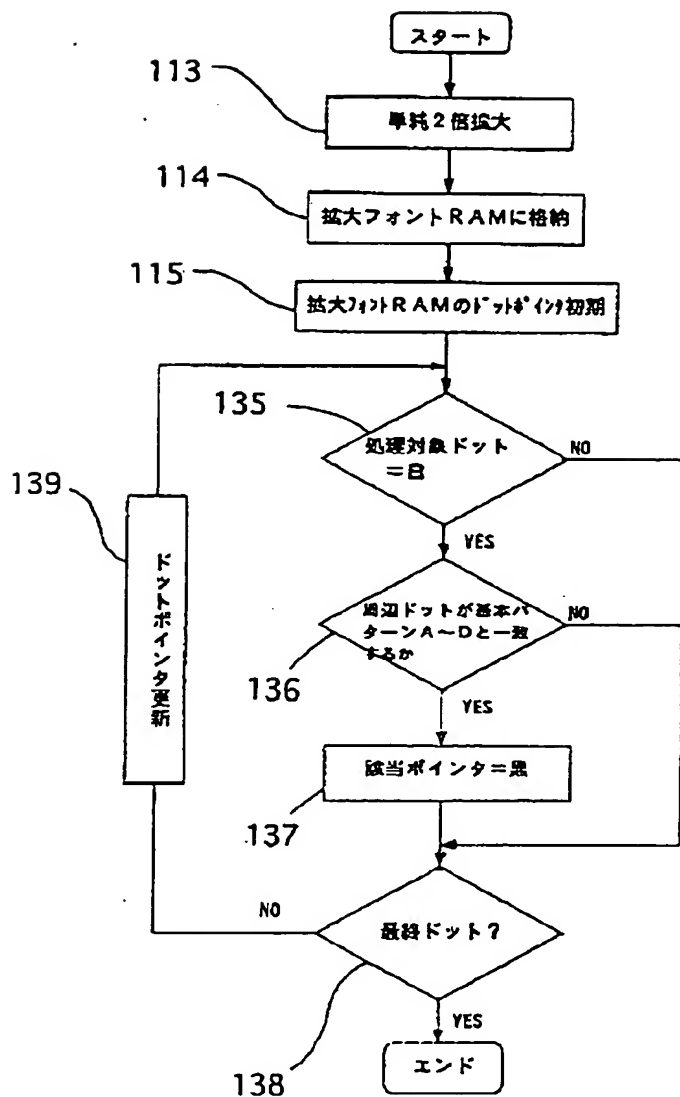 スタート
113
単純2倍拡大
114
拡大フォントRAMに格納
115
拡大フォントRAMのドットポインタ初期
135
処理対象ドット
=白
NO
139
YES
ドットポインタ更新
周辺ドットが基本パ
ターンA~Dと一致
するか
NO
136
YES
該当ポインタ=黒
137
NO
最終ドット?
YES
138
エンド